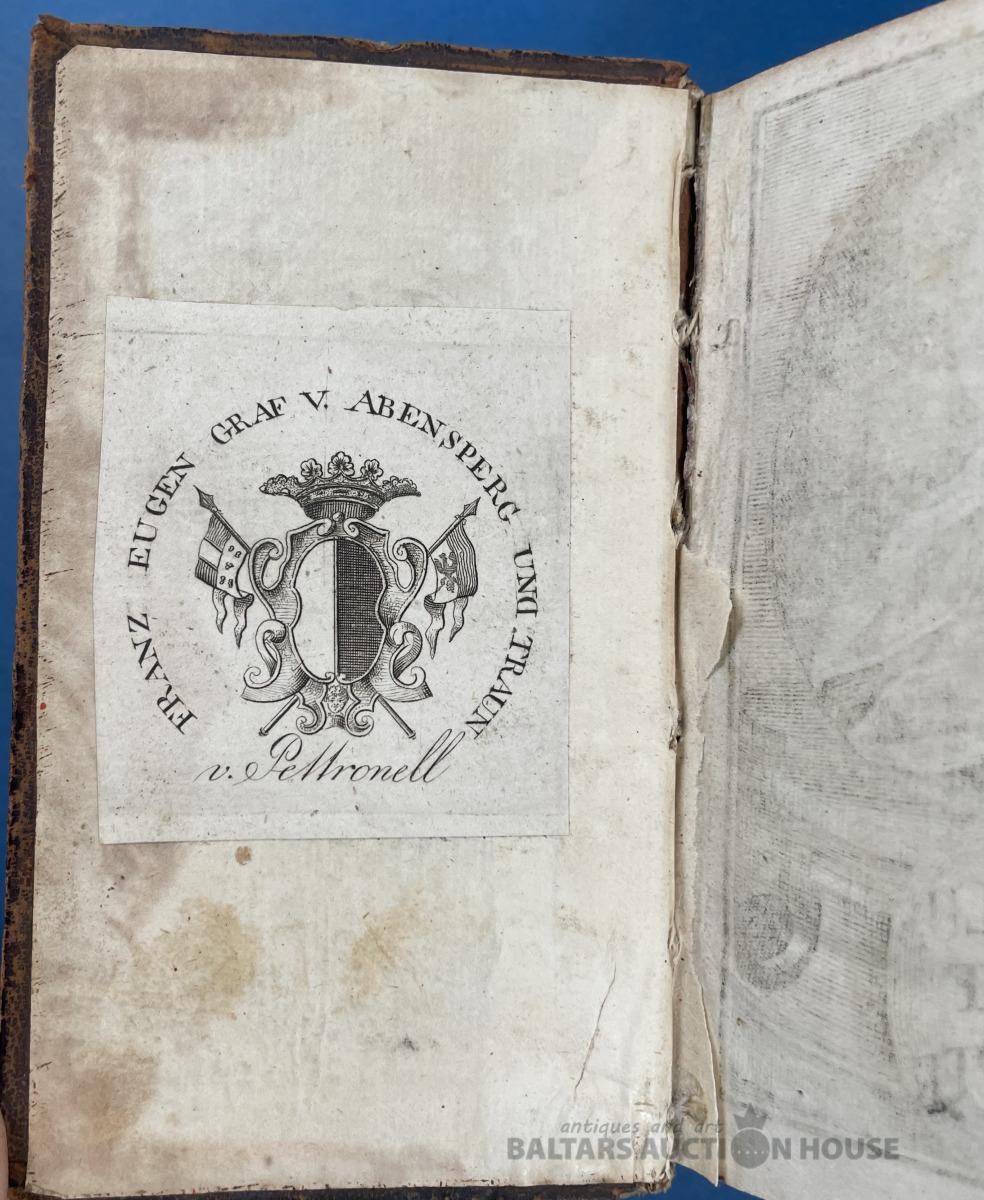 FRANZ EUGEN GRAF V. ABENSPERG UND TRAUN
v. Pettronell
antiques and art
BALTARS AUCTION HOUSE